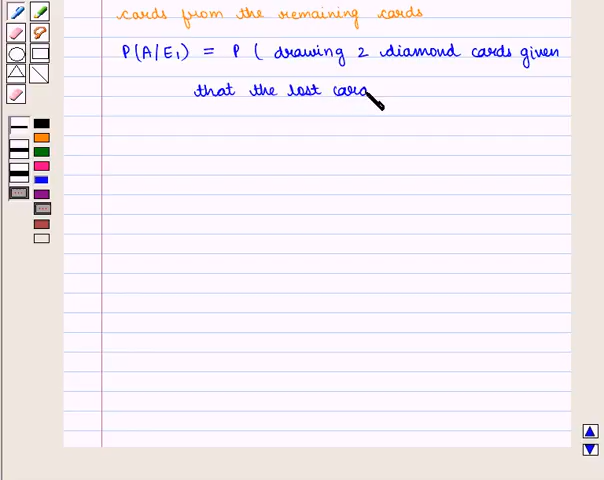 cards from the remaining cards
P(A/E₁) = P ( drawing 2 diamond cards given
that the lost card